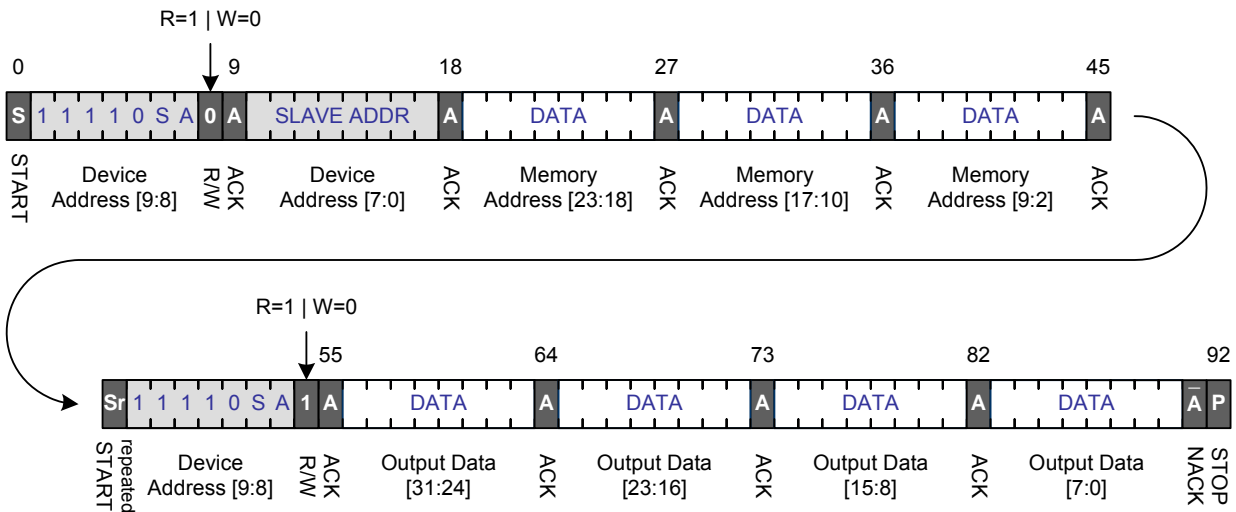 R=1 | W=0
0 9 18 27 36 45
S 1 1 1 1 0 S A 0 A SLAVE ADDR A DATA A DATA A DATA A
START
Device
Address [9:8]
R/W
ACK
Device
Address [7:0]
ACK
Memory
Address [23:18]
ACK
Memory
Address [17:10]
ACK
Memory
Address [9:2]
ACK
R=1 | W=0
55 64 73 82 92
Sr 1 1 1 1 0 S A 1 A DATA A DATA A DATA A DATA A̅ P
repeated
START
Device
Address [9:8]
R/W
ACK
Output Data
[31:24]
ACK
Output Data
[23:16]
ACK
Output Data
[15:8]
ACK
Output Data
[7:0]
NACK
STOP